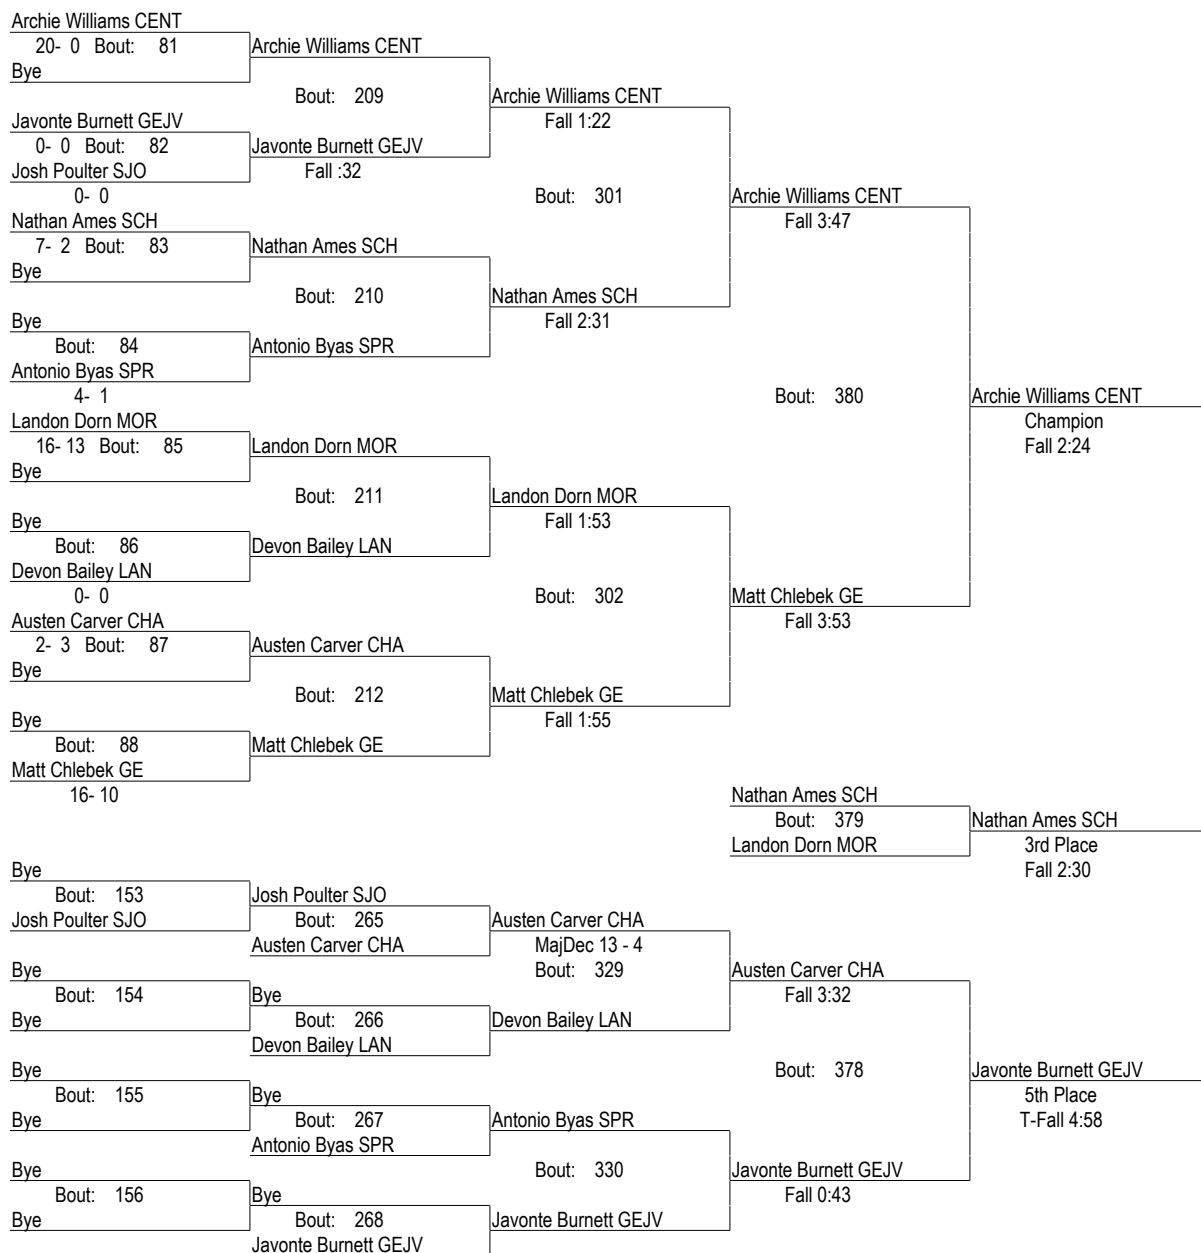 Archie Williams CENT
20- 0 Bout: 81
Archie Williams CENT
Bye
Bout: 209
Archie Williams CENT
Javonte Burnett GEJV
Fall 1:22
0- 0 Bout: 82
Javonte Burnett GEJV
Josh Poulter SJO
Fall :32
0- 0
Bout: 301
Archie Williams CENT
Nathan Ames SCH
Fall 3:47
7- 2 Bout: 83
Nathan Ames SCH
Bye
Bout: 210
Nathan Ames SCH
Bye
Fall 2:31
Bout: 84
Antonio Byas SPR
Antonio Byas SPR
4- 1
Bout: 380
Archie Williams CENT
Landon Dorn MOR
Champion
16- 13 Bout: 85
Landon Dorn MOR
Fall 2:24
Bye
Bout: 211
Landon Dorn MOR
Bye
Fall 1:53
Bout: 86
Devon Bailey LAN
Devon Bailey LAN
0- 0
Bout: 302
Matt Chlebek GE
Austen Carver CHA
Fall 3:53
2- 3 Bout: 87
Austen Carver CHA
Bye
Bout: 212
Matt Chlebek GE
Bye
Fall 1:55
Bout: 88
Matt Chlebek GE
Matt Chlebek GE
16- 10
Nathan Ames SCH
Bout: 379
Nathan Ames SCH
Landon Dorn MOR
3rd Place
Bye
Fall 2:30
Bout: 153
Josh Poulter SJO
Josh Poulter SJO
Bout: 265
Austen Carver CHA
Austen Carver CHA
MajDec 13 - 4
Bye
Bout: 329
Austen Carver CHA
Bout: 154
Bye
Fall 3:32
Bye
Bout: 266
Devon Bailey LAN
Devon Bailey LAN
Bye
Bout: 378
Javonte Burnett GEJV
Bout: 155
Bye
5th Place
Bye
Bout: 267
Antonio Byas SPR
T-Fall 4:58
Antonio Byas SPR
Bye
Bout: 330
Javonte Burnett GEJV
Bout: 156
Bye
Fall 0:43
Bye
Bout: 268
Javonte Burnett GEJV
Javonte Burnett GEJV